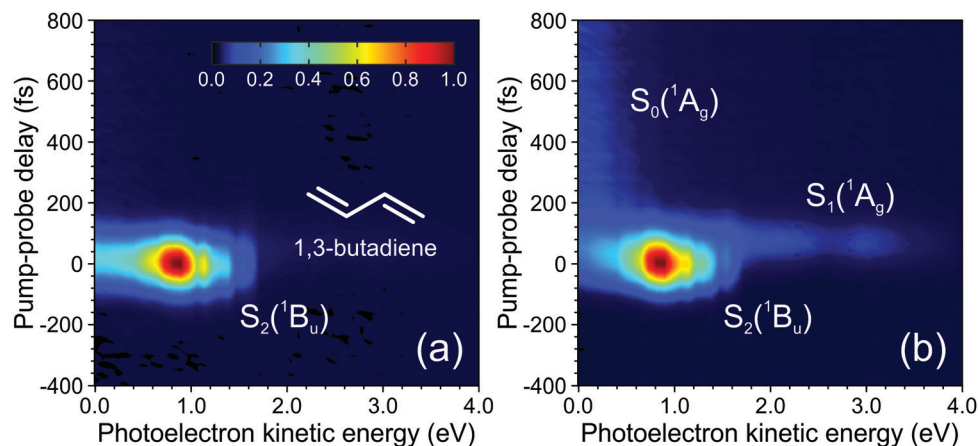 Pump-probe delay (fs)
800
600
400
200
0
-200
-400
0.0 0.2 0.4 0.6 0.8 1.0
1,3-butadiene
S₂(¹Bᵤ)
(a)
0.0 1.0 2.0 3.0 4.0
Photoelectron kinetic energy (eV)
Pump-probe delay (fs)
800
600
400
200
0
-200
-400
S₀(¹A_g)
S₁(¹A_g)
S₂(¹Bᵤ)
(b)
0.0 1.0 2.0 3.0 4.0
Photoelectron kinetic energy (eV)